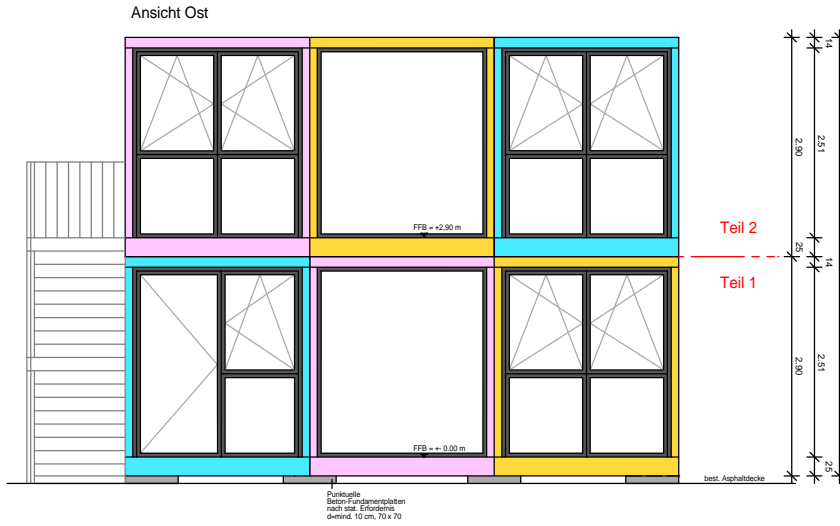 Ansicht Ost
14
2.51
2.90
FFB = +2,90 m
Teil 2
25
14
Teil 1
2.51
2.90
FFB = +- 0.00 m
25
best. Asphaltdecke
Punktuelle
Beton-Fundamentplatten
nach stat. Erfordernis
d=mind. 10 cm, 70 x 70